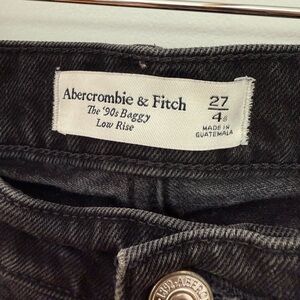 Abercrombie & Fitch
The '90s Baggy
Low Rise
27
4
MADE IN
GUATEMALA